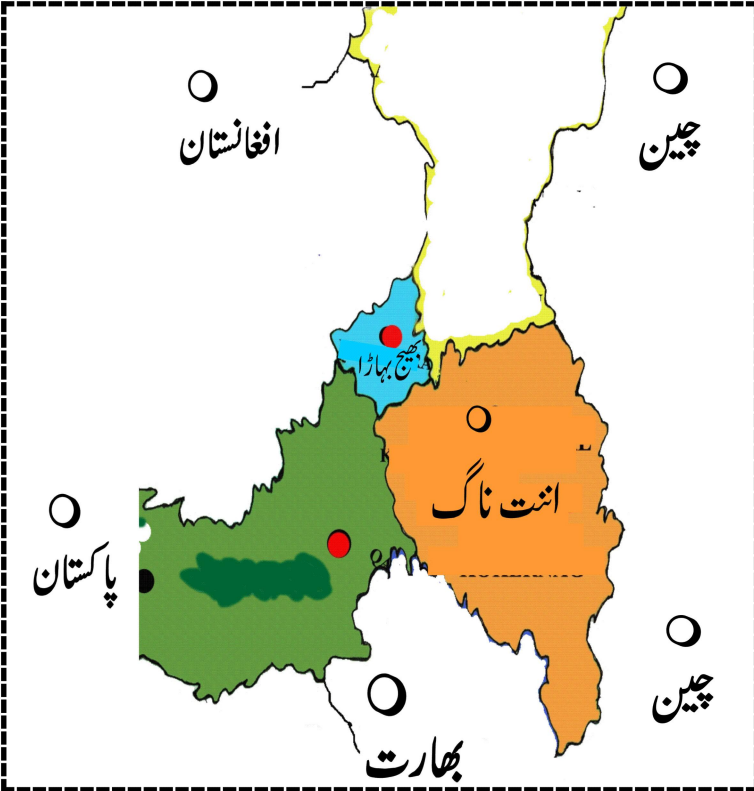 افغانستان
چین
بھیج بہاڑا
اننت ناگ
پاکستان
چین
بھارت